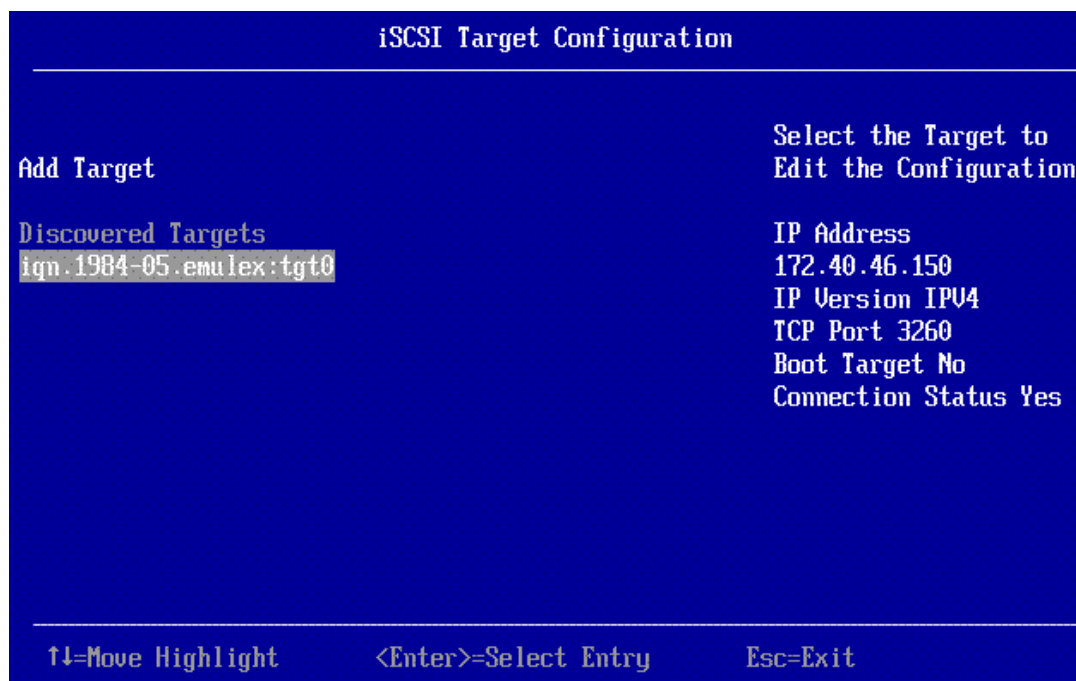 iSCSI Target Configuration
Select the Target to
Add Target
Edit the Configuration
Discovered Targets
iqn.1984-05.emulex:tgt0
IP Address
172.40.46.150
IP Version IPV4
TCP Port 3260
Boot Target No
Connection Status Yes
↑↓=Move Highlight <Enter>=Select Entry Esc=Exit